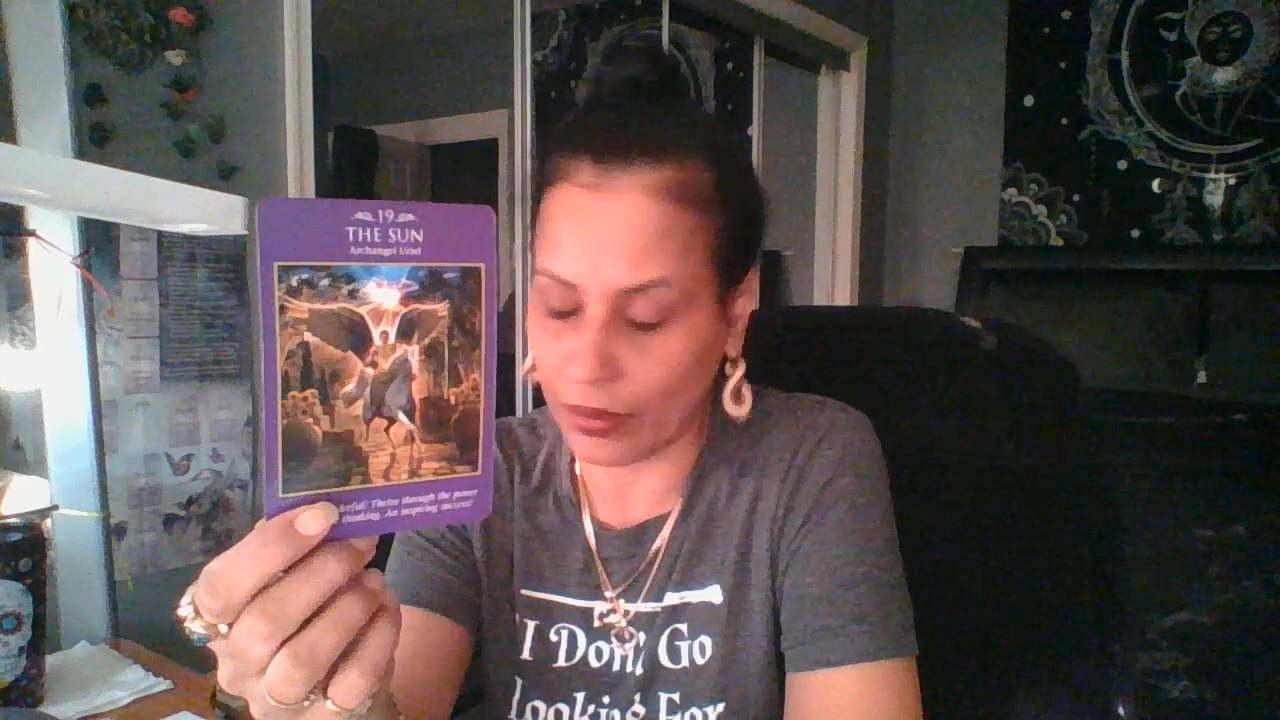 19
THE SUN
Archangel Uriel
Thrive through the power
thinking. An inspiring success!
I Don't Go
Looking For